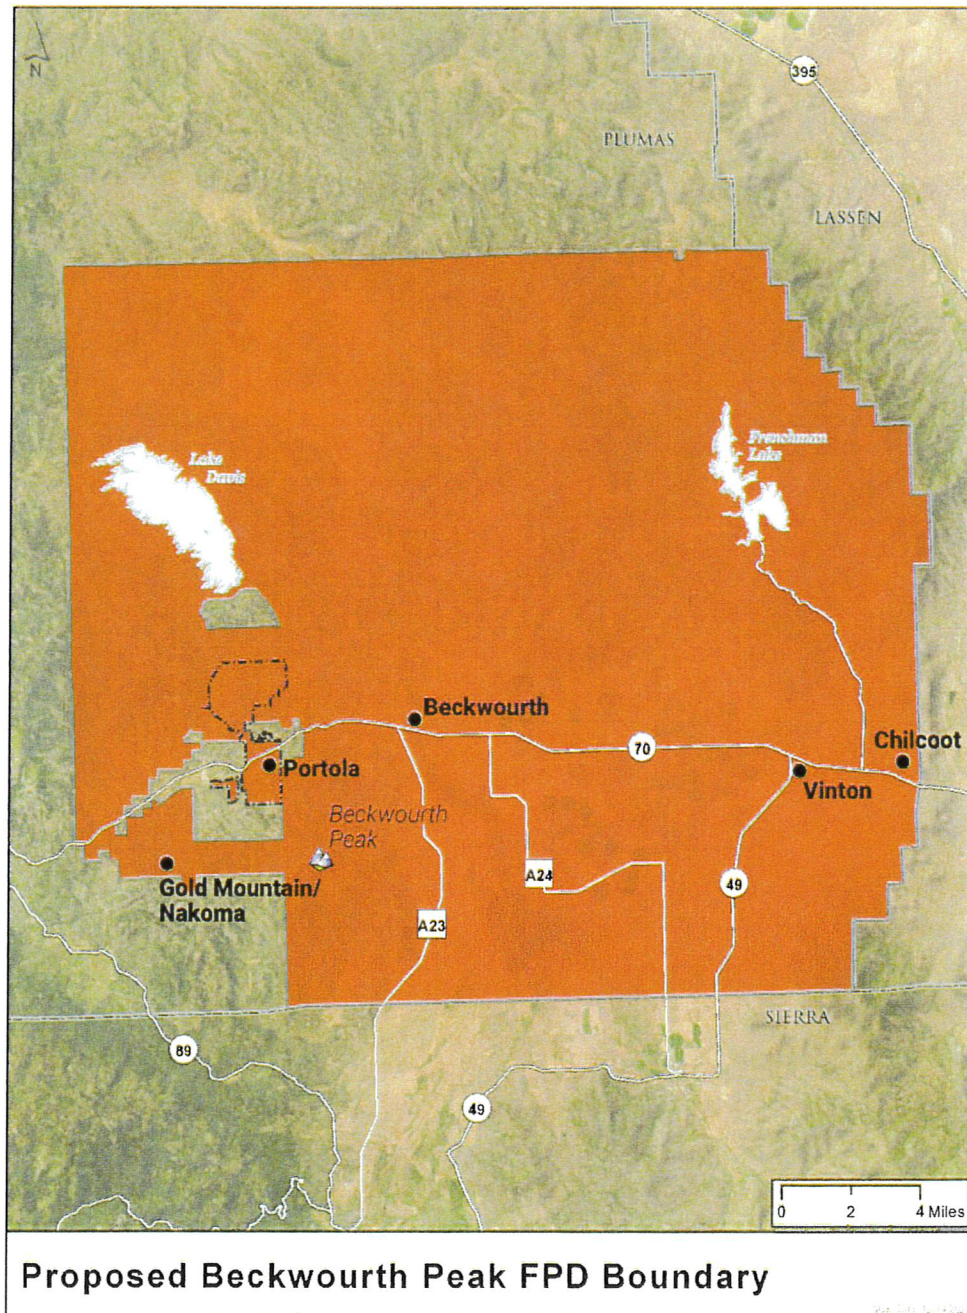 N
395
PLUMAS
LASSEN
Lake
Davis
Frenchman
Lake
Beckwourth
70
Chilcoot
Portola
Vinton
Beckwourth
Peak
Gold Mountain/
Nakoma
A24
49
A23
SIERRA
89
49
0 2 4 Miles
Proposed Beckwourth Peak FPD Boundary